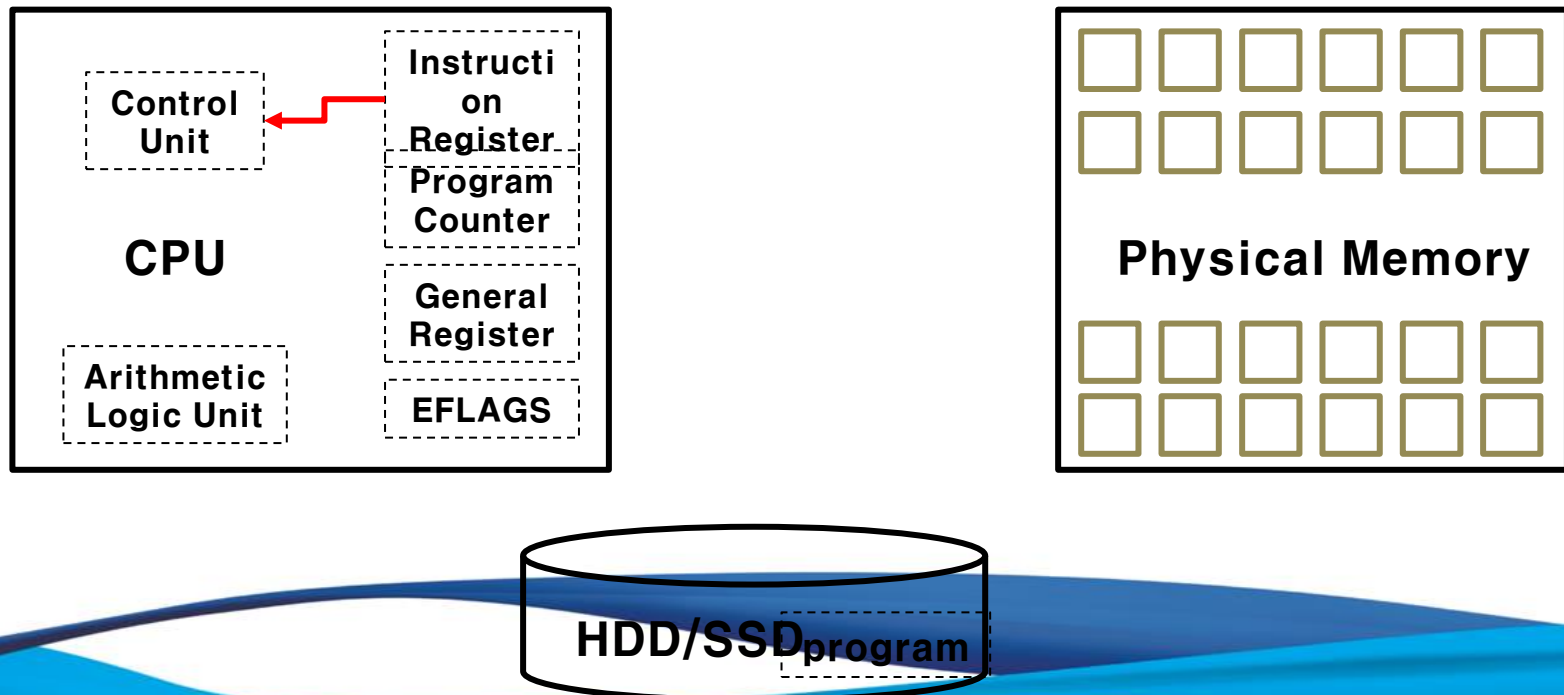 Control
Unit
Instructi
on
Register
Program
Counter
CPU
General
Register
Arithmetic
Logic Unit
EFLAGS
Physical Memory
HDD/SSD
program